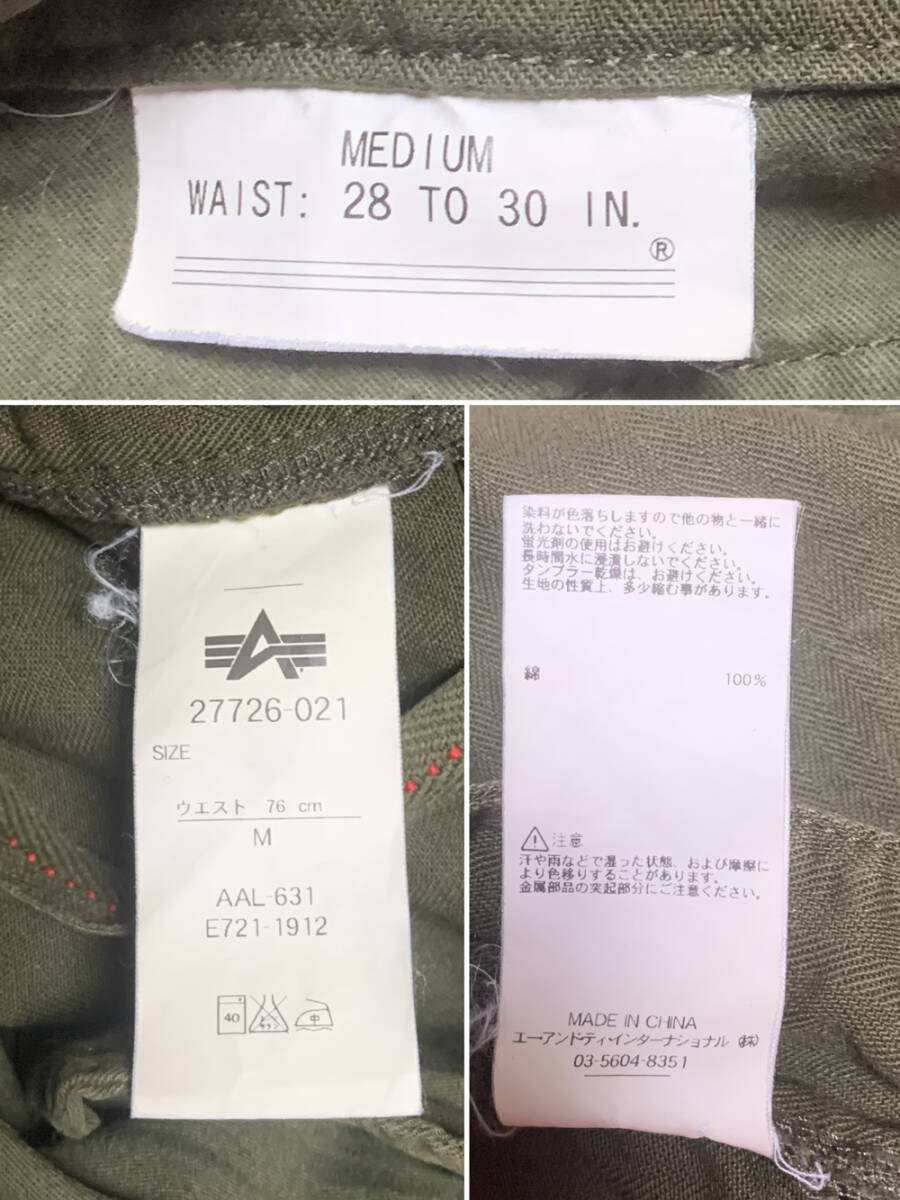 MEDIUM
WAIST: 28 TO 30 IN.
®
27726-021
SIZE
ウエスト 76 cm
M
AAL-631
E721-1912
40
中
染料が色落ちしますので他の物と一緒に
洗わないでください。
蛍光剤の使用はお避けください。
長時間水に浸漬しないでください。
タンブラー乾燥は、お避けください。
生地の性質上、多少縮む事があります。
綿 100%
注意
汗や雨などで湿った状態、および摩擦に
より色移りすることがあります。
金属部品の突起部分にご注意ください。
MADE IN CHINA
エー・アンド・ティ・インターナショナル ㈱
03-5604-8351